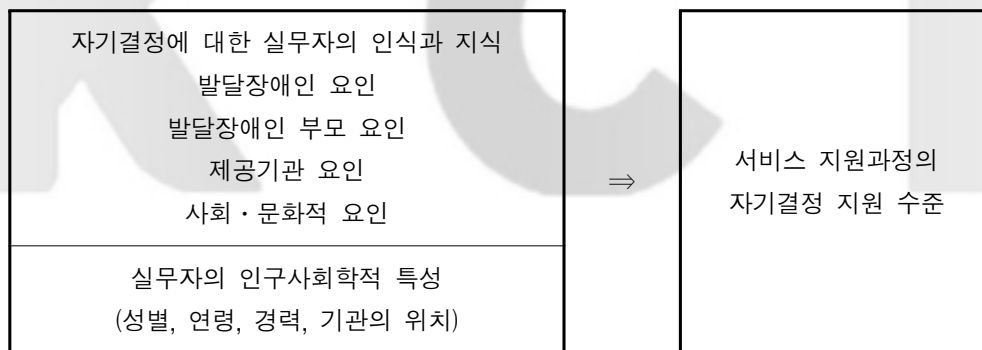 자기결정에 대한 실무자의 인식과 지식
발달장애인 요인
발달장애인 부모 요인
제공기관 요인
사회・문화적 요인
실무자의 인구사회학적 특성
(성별, 연령, 경력, 기관의 위치)
⇒
서비스 지원과정의
자기결정 지원 수준